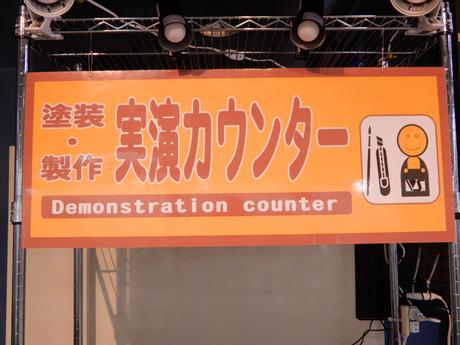 塗装・製作
実演カウンター
Demonstration counter